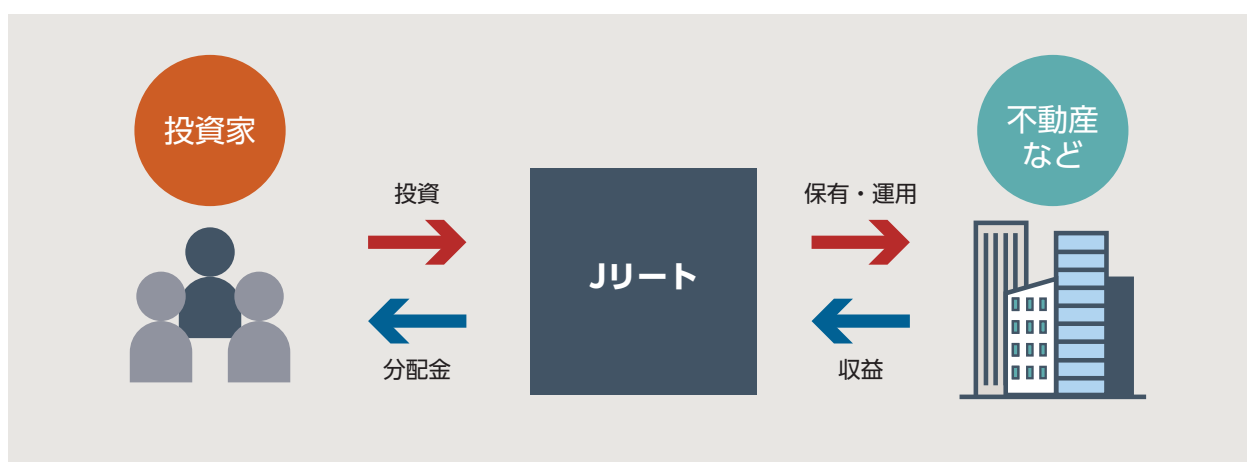 投資家
投資
分配金
Jリート
保有・運用
収益
不動産
など